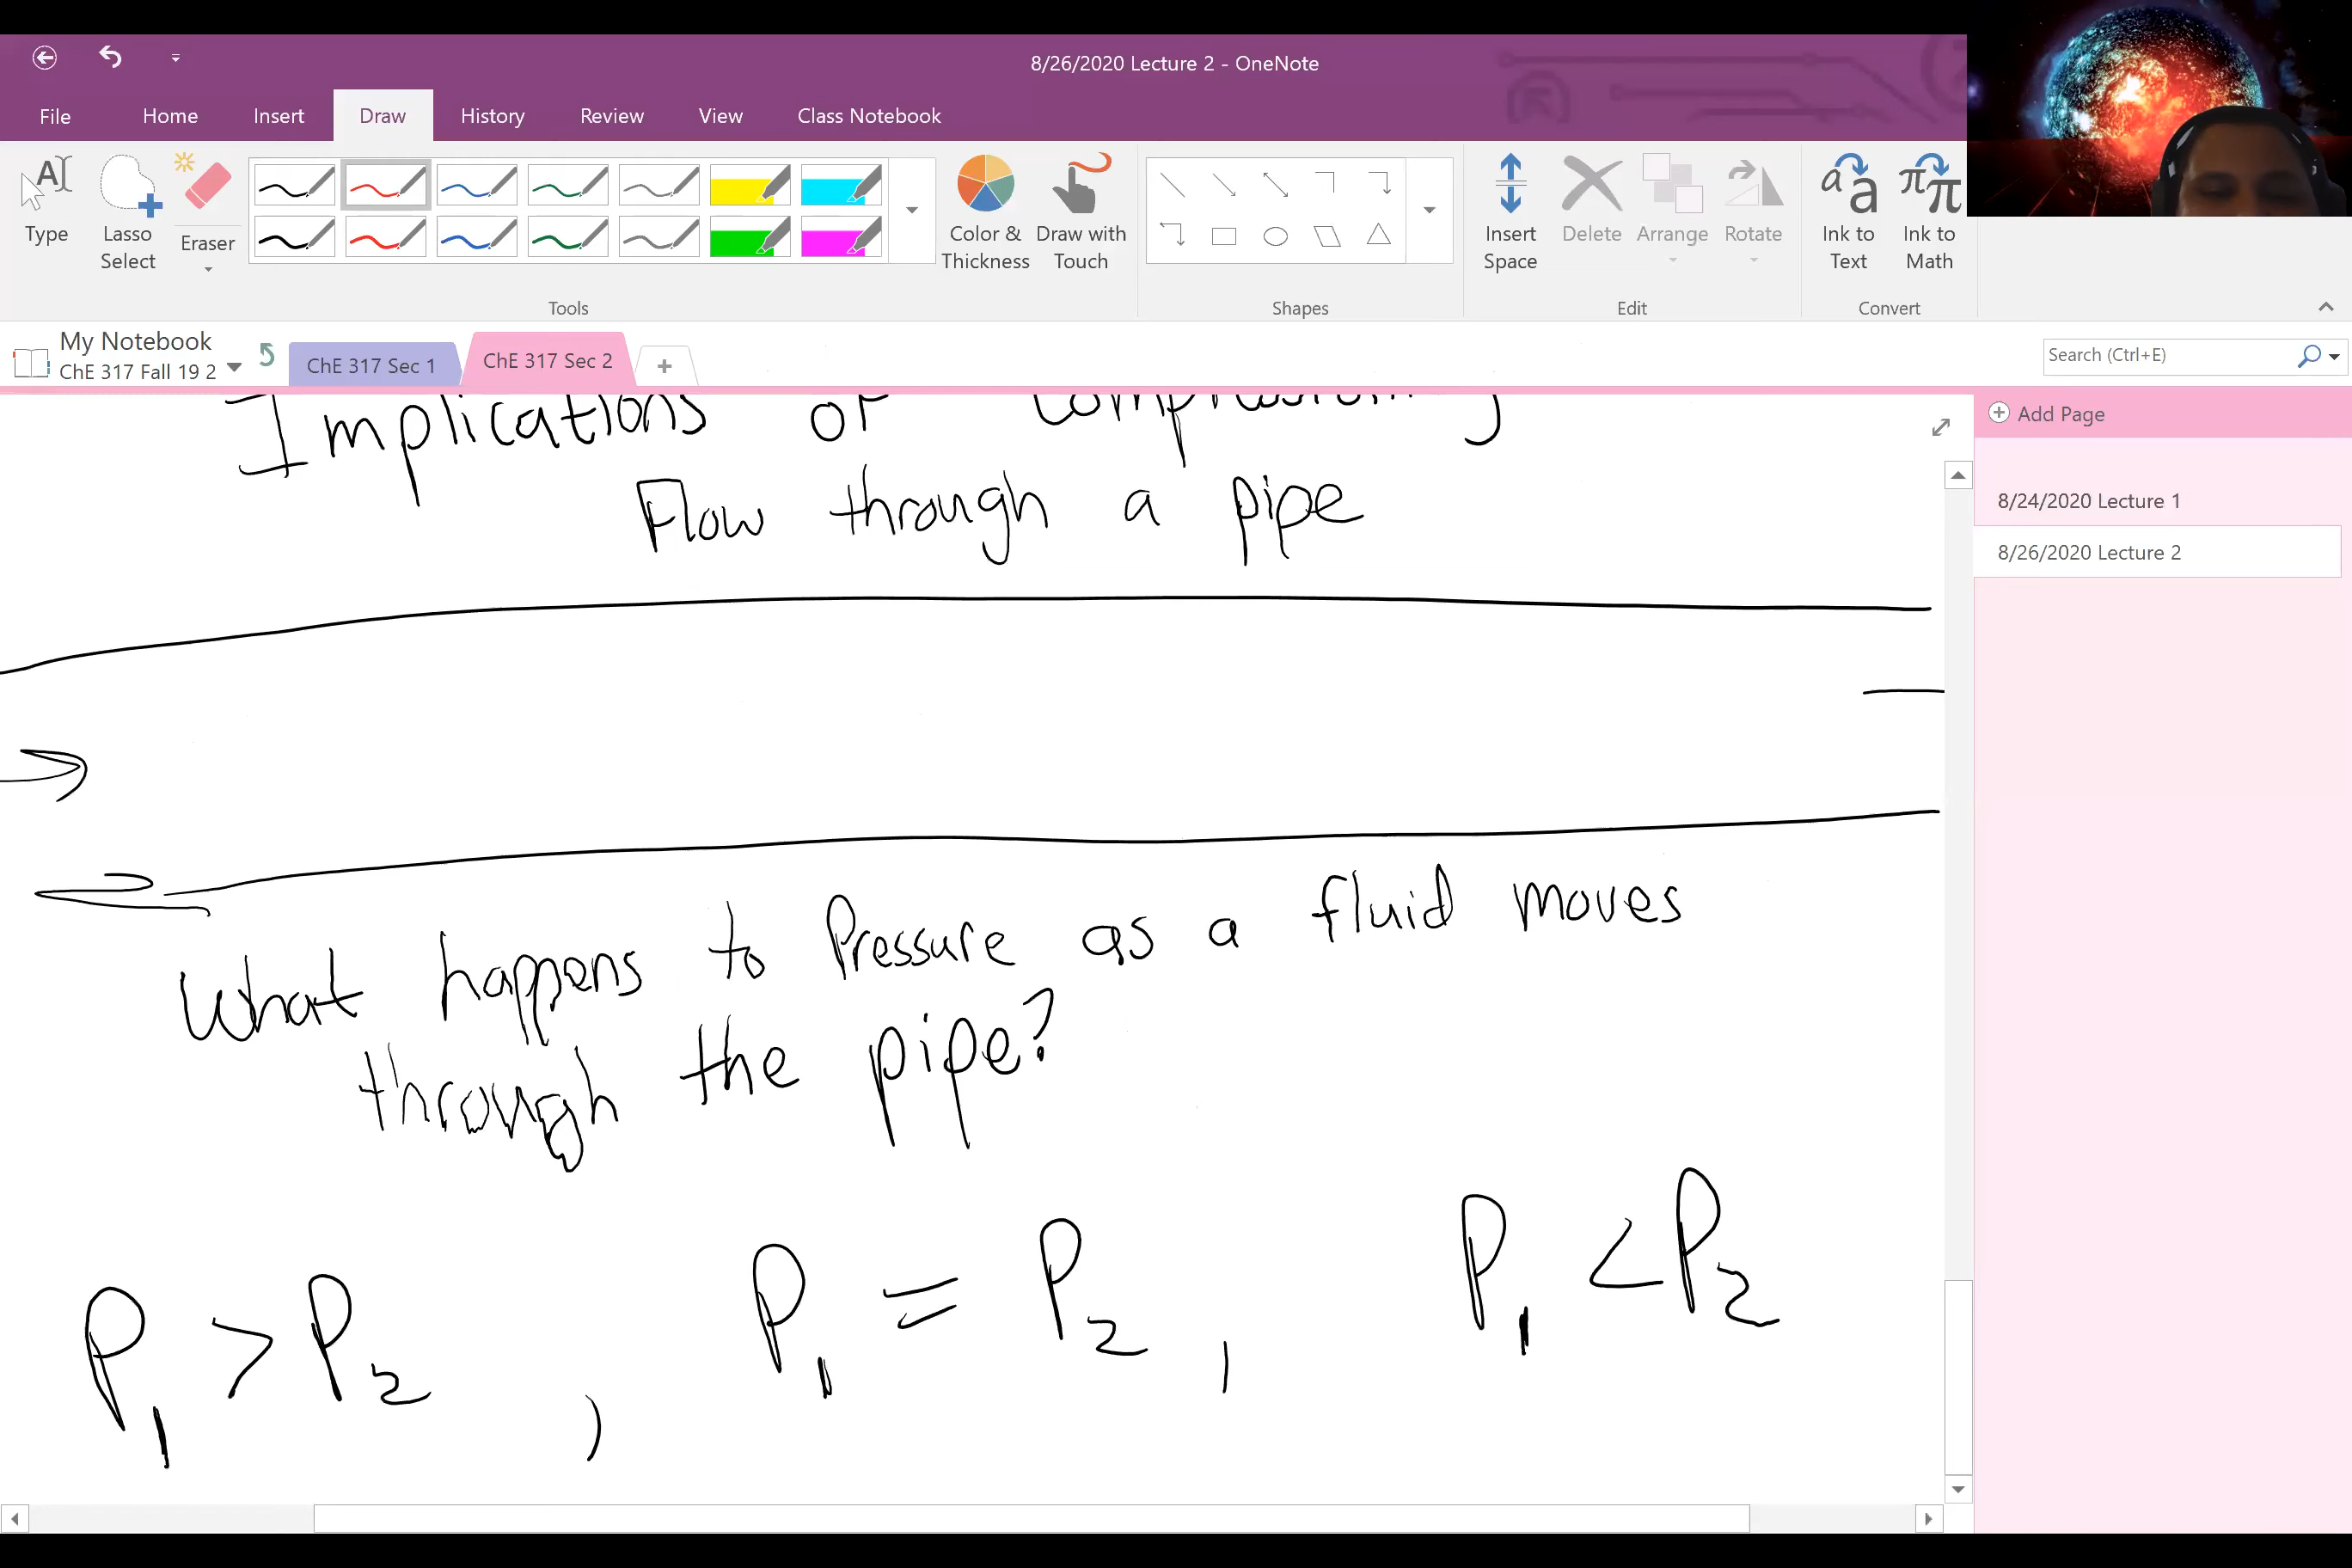 8/26/2020 Lecture 2 - OneNote
File Home Insert Draw History Review View Class Notebook
Type Lasso Select Eraser Color & Thickness Draw with Touch Insert Space Delete Arrange Rotate Ink to Text Ink to Math
Tools Shapes Edit Convert
My Notebook
ChE 317 Fall 19 2 ChE 317 Sec 1 ChE 317 Sec 2 Search (Ctrl+E)
Add Page
8/24/2020 Lecture 1
8/26/2020 Lecture 2
Implications of
Flow through a pipe
What happens to Pressure as a fluid moves
through the pipe?
P₁ > P₂ , P₁ = P₂ , P₁ < P₂